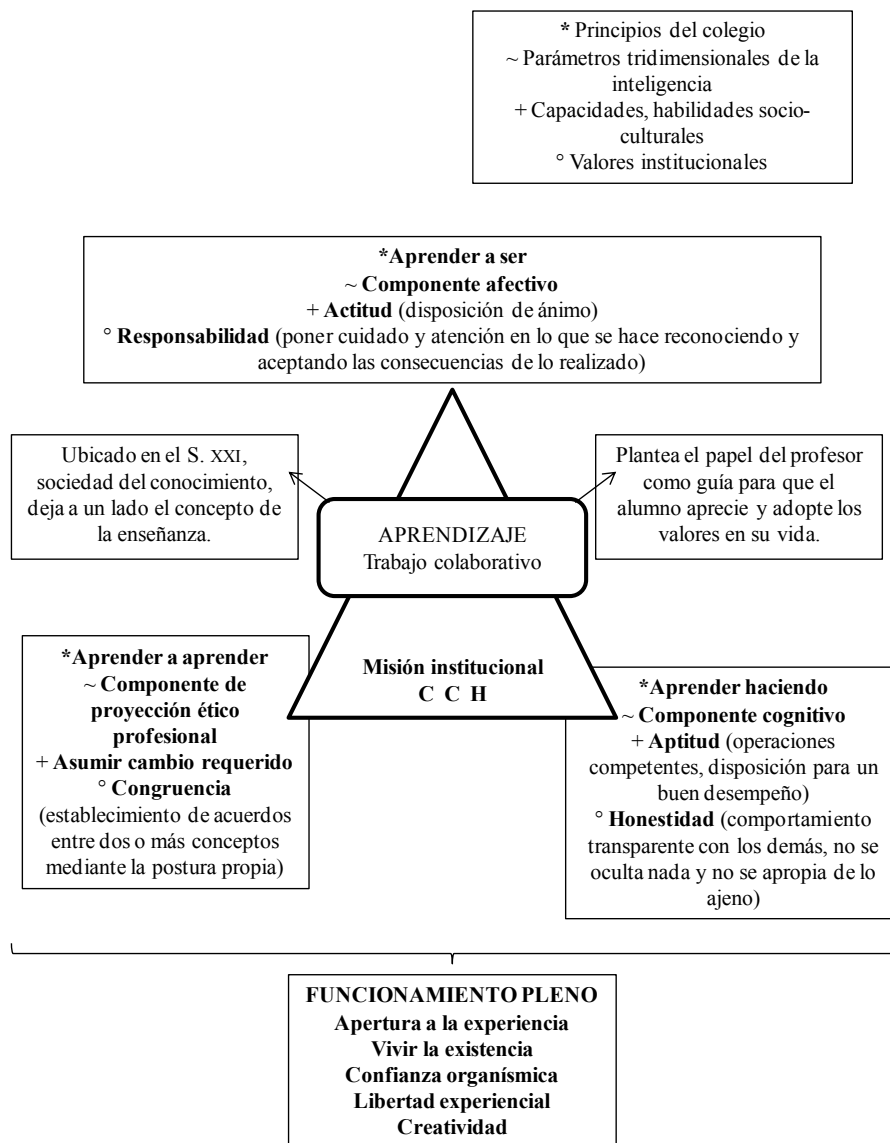 * Principios del colegio
~ Parámetros tridimensionales de la
inteligencia
+ Capacidades, habilidades socio-
culturales
° Valores institucionales
*Aprender a ser
~ Componente afectivo
+ Actitud (disposición de ánimo)
° Responsabilidad (poner cuidado y atención en lo que se hace reconociendo y
aceptando las consecuencias de lo realizado)
Ubicado en el S. XXI,
sociedad del conocimiento,
deja a un lado el concepto de
la enseñanza.
Plantea el papel del profesor
como guía para que el
alumno aprecie y adopte los
valores en su vida.
APRENDIZAJE
Trabajo colaborativo
Misión institucional
C C H
*Aprender a aprender
~ Componente de
proyección ético
profesional
+ Asumir cambio requerido
° Congruencia
(establecimiento de acuerdos
entre dos o más conceptos
mediante la postura propia)
*Aprender haciendo
~ Componente cognitivo
+ Aptitud (operaciones
competentes, disposición para un
buen desempeño)
° Honestidad (comportamiento
transparente con los demás, no se
oculta nada y no se apropia de lo
ajeno)
FUNCIONAMIENTO PLENO
Apertura a la experiencia
Vivir la existencia
Confianza organísmica
Libertad experiencial
Creatividad